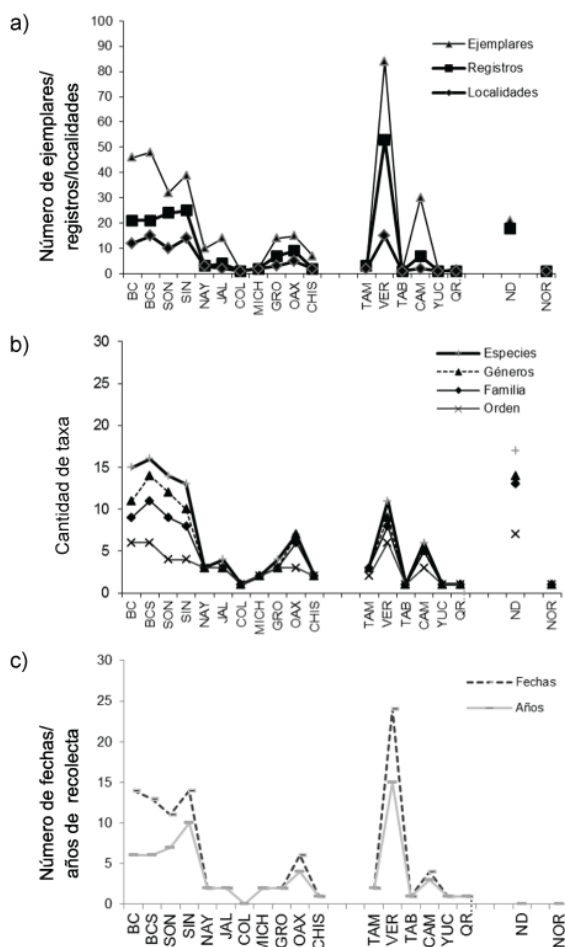 a)
Número de ejemplares/
registros/localidades
100
90
80
70
60
50
40
30
20
10
0
Ejemplares
Registros
Localidades
BC
BCS
SON
SIN
NAY
JAL
COL
MICH
GRO
OAX
CHIS
TAM
VER
TAB
CAM
YUC
QR.
ND
NOR
b)
Cantidad de taxa
30
25
20
15
10
5
0
Especies
Géneros
Familia
Orden
BC
BCS
SON
SIN
NAY
JAL
COL
MICH
GRO
OAX
CHIS
TAM
VER
TAB
CAM
YUC
QR.
ND
NOR
c)
Número de fechas/
años de recolecta
30
25
20
15
10
5
0
Fechas
Años
BC
BCS
SON
SIN
NAY
JAL
COL
MICH
GRO
OAX
CHIS
TAM
VER
TAB
CAM
YUC
QR.
ND
NOR